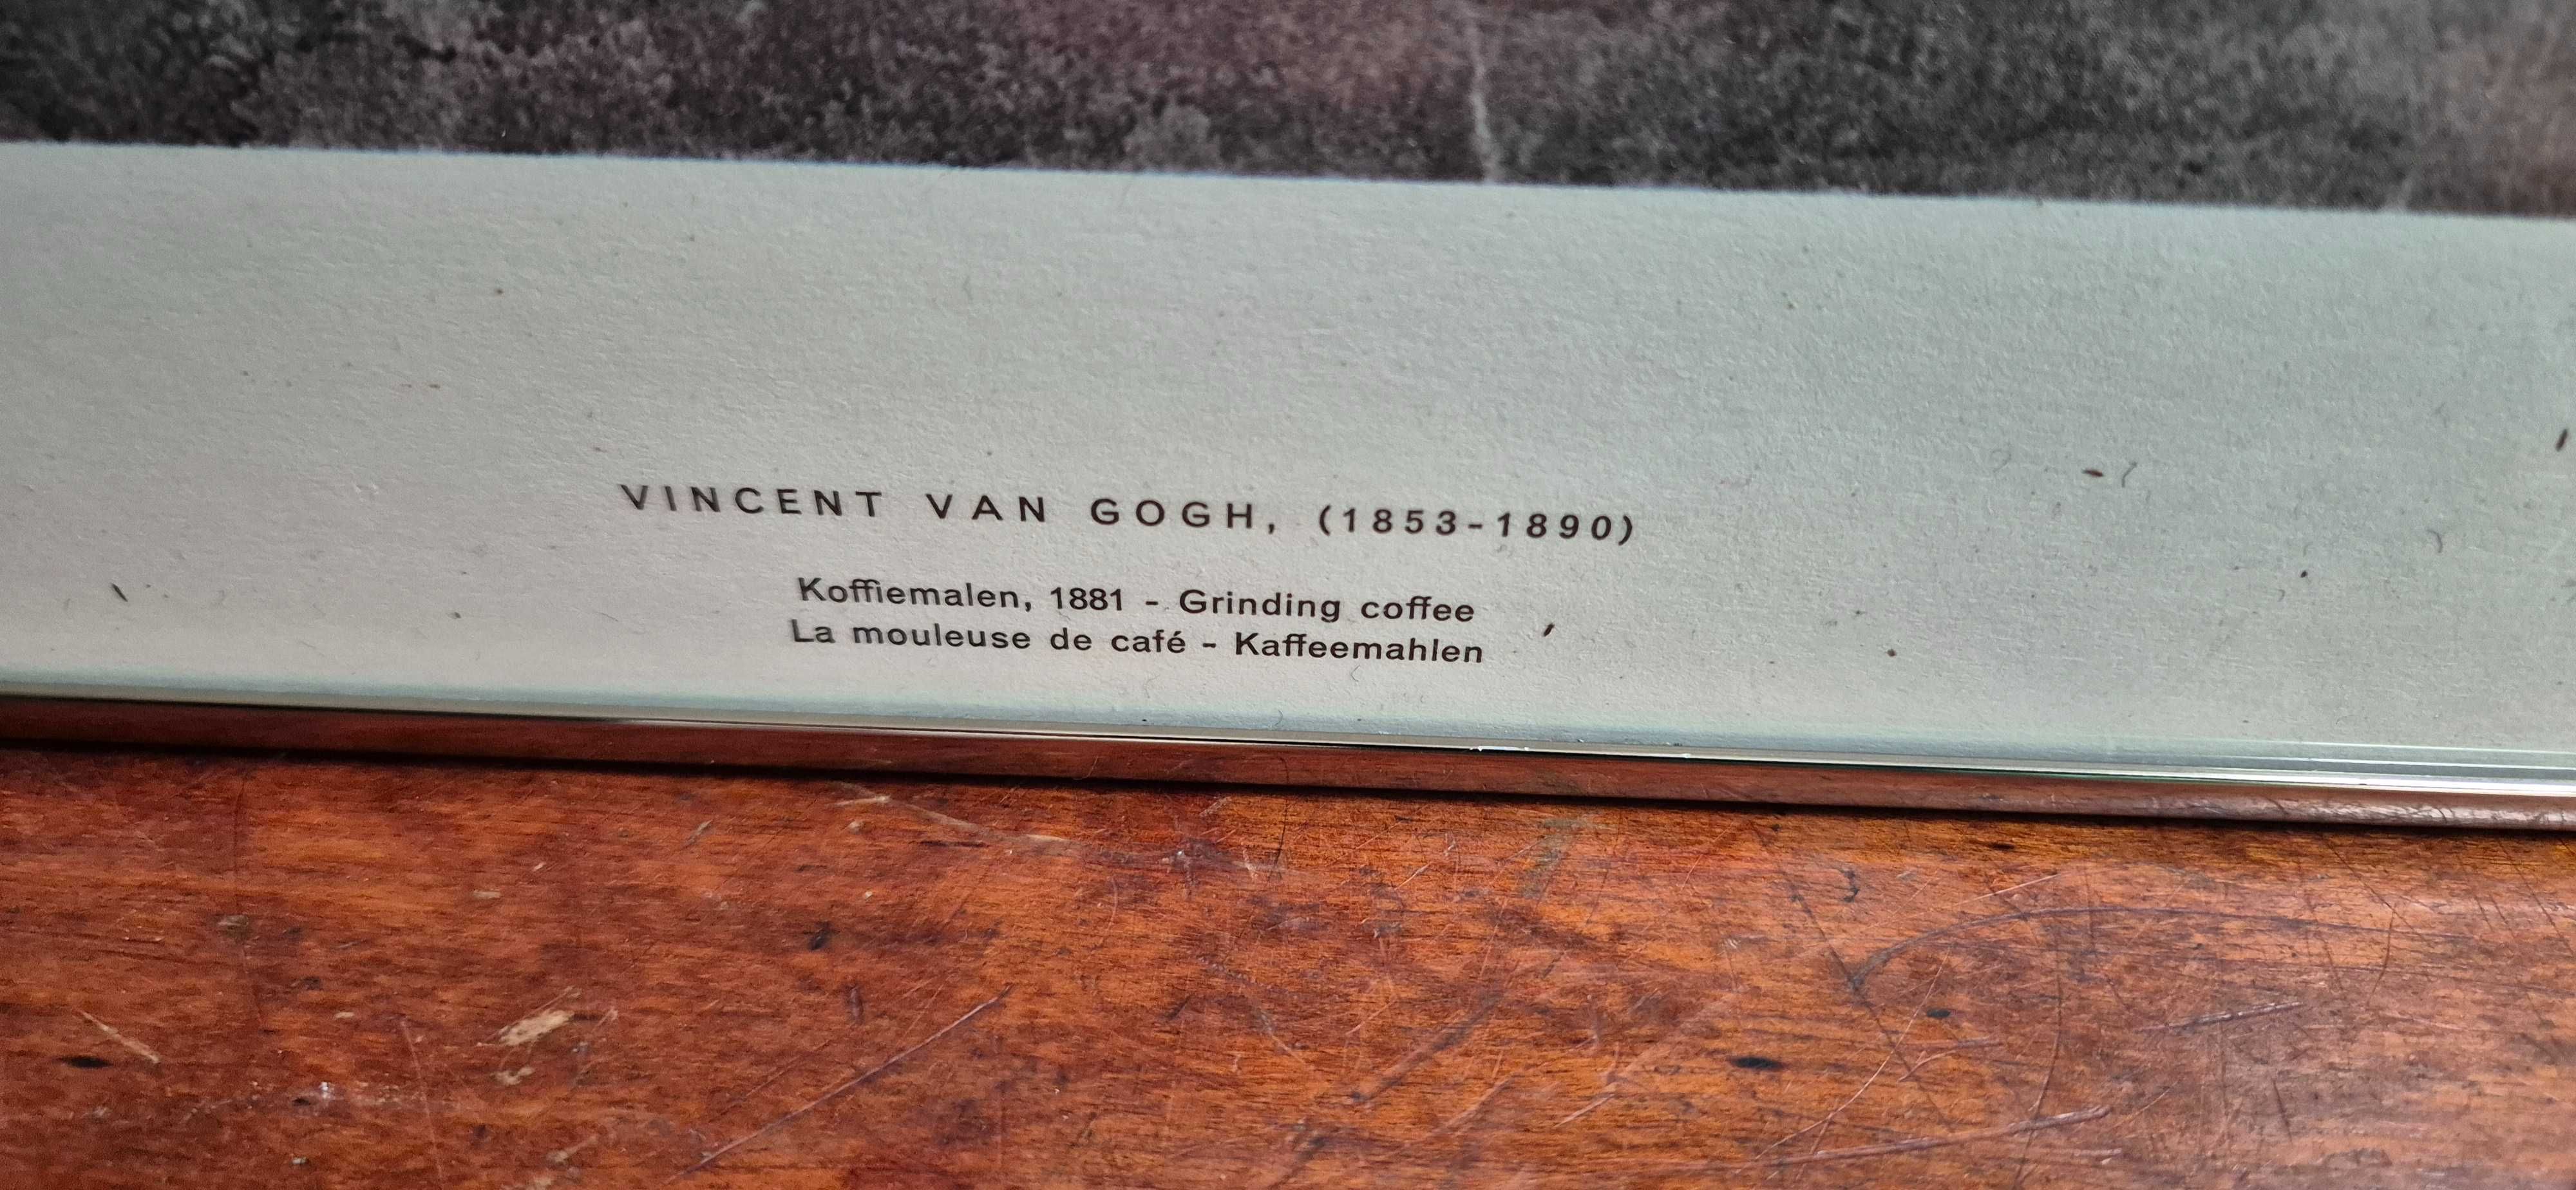 VINCENT VAN GOGH, (1853-1890)
Koffiemalen, 1881 - Grinding coffee
La mouleuse de café - Kaffeemahlen